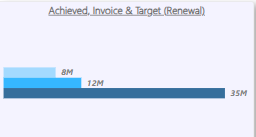 Achieved, Invoice & Target (Renewal)
8M
12M
35M